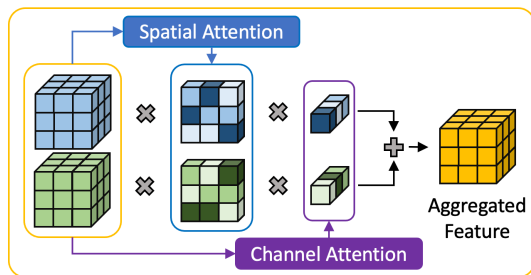 Spatial Attention
Aggregated
Feature
Channel Attention